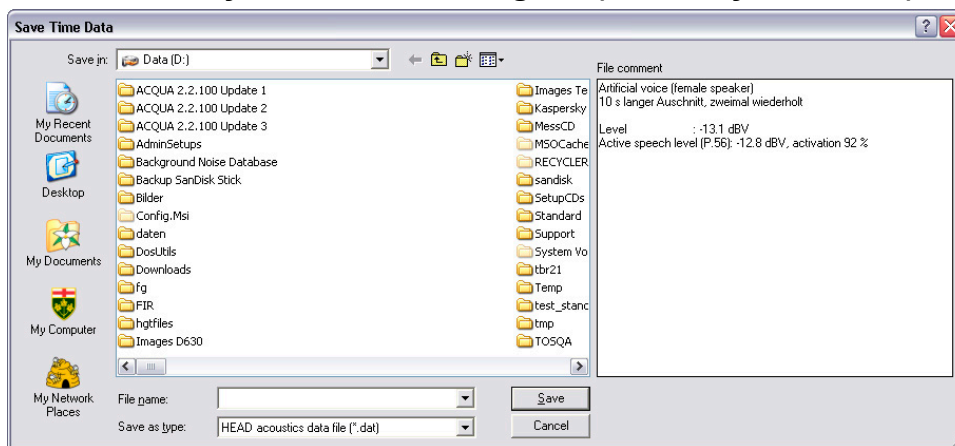 Save Time Data
Save in:
Data (D:)
My Recent
Documents
Desktop
My Documents
My Computer
My Network
Places
ACQUA 2.2.100 Update 1
ACQUA 2.2.100 Update 2
ACQUA 2.2.100 Update 3
AdminSetups
Background Noise Database
Backup SanDisk Stick
Bilder
Config.Msi
daten
DosUtils
Downloads
fg
FIR
hgtfiles
Images D630
Images Te
Kaspersky
MessCD
MSOCache
RECYCLER
sandisk
SetupCDs
Standard
Support
System Vo
tbr21
Temp
test_stanc
tmp
TOSQA
File name:
Save
Save as type:
HEAD acoustics data file (*.dat)
Cancel
File comment
Artificial voice (female speaker)
10 s langer Auschnitt, zweimal wiederholt
Level : -13.1 dBV
Active speech level (P.56): -12.8 dBV, activation 92 %